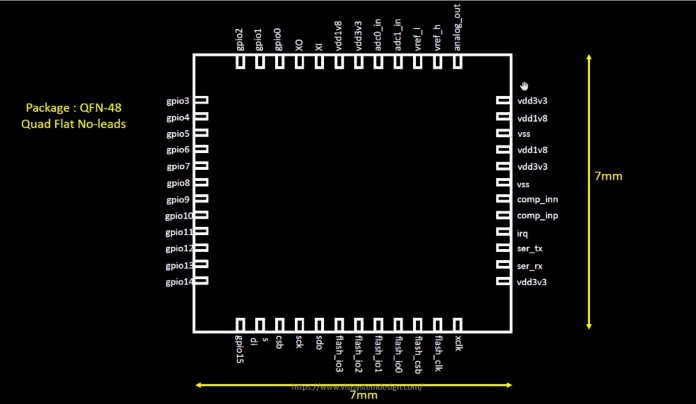 gpio2
gpio1
gpio0
XO
XI
vdd1v8
vdd3v3
adc0_in
adc1_in
vref_l
vref_h
analog_out
Package : QFN-48
Quad Flat No-leads
gpio3
gpio4
gpio5
gpio6
gpio7
gpio8
gpio9
gpio10
gpio11
gpio12
gpio13
gpio14
vdd3v3
vdd1v8
vss
vdd1v8
vdd3v3
vss
comp_inn
comp_inp
irq
ser_tx
ser_rx
vdd3v3
7mm
gpio15
s
di
csb
sck
sdo
flash_io3
flash_io2
flash_io1
flash_io0
flash_csb
flash_clk
xclk
https://www.vlsisystemdesign.com/
7mm